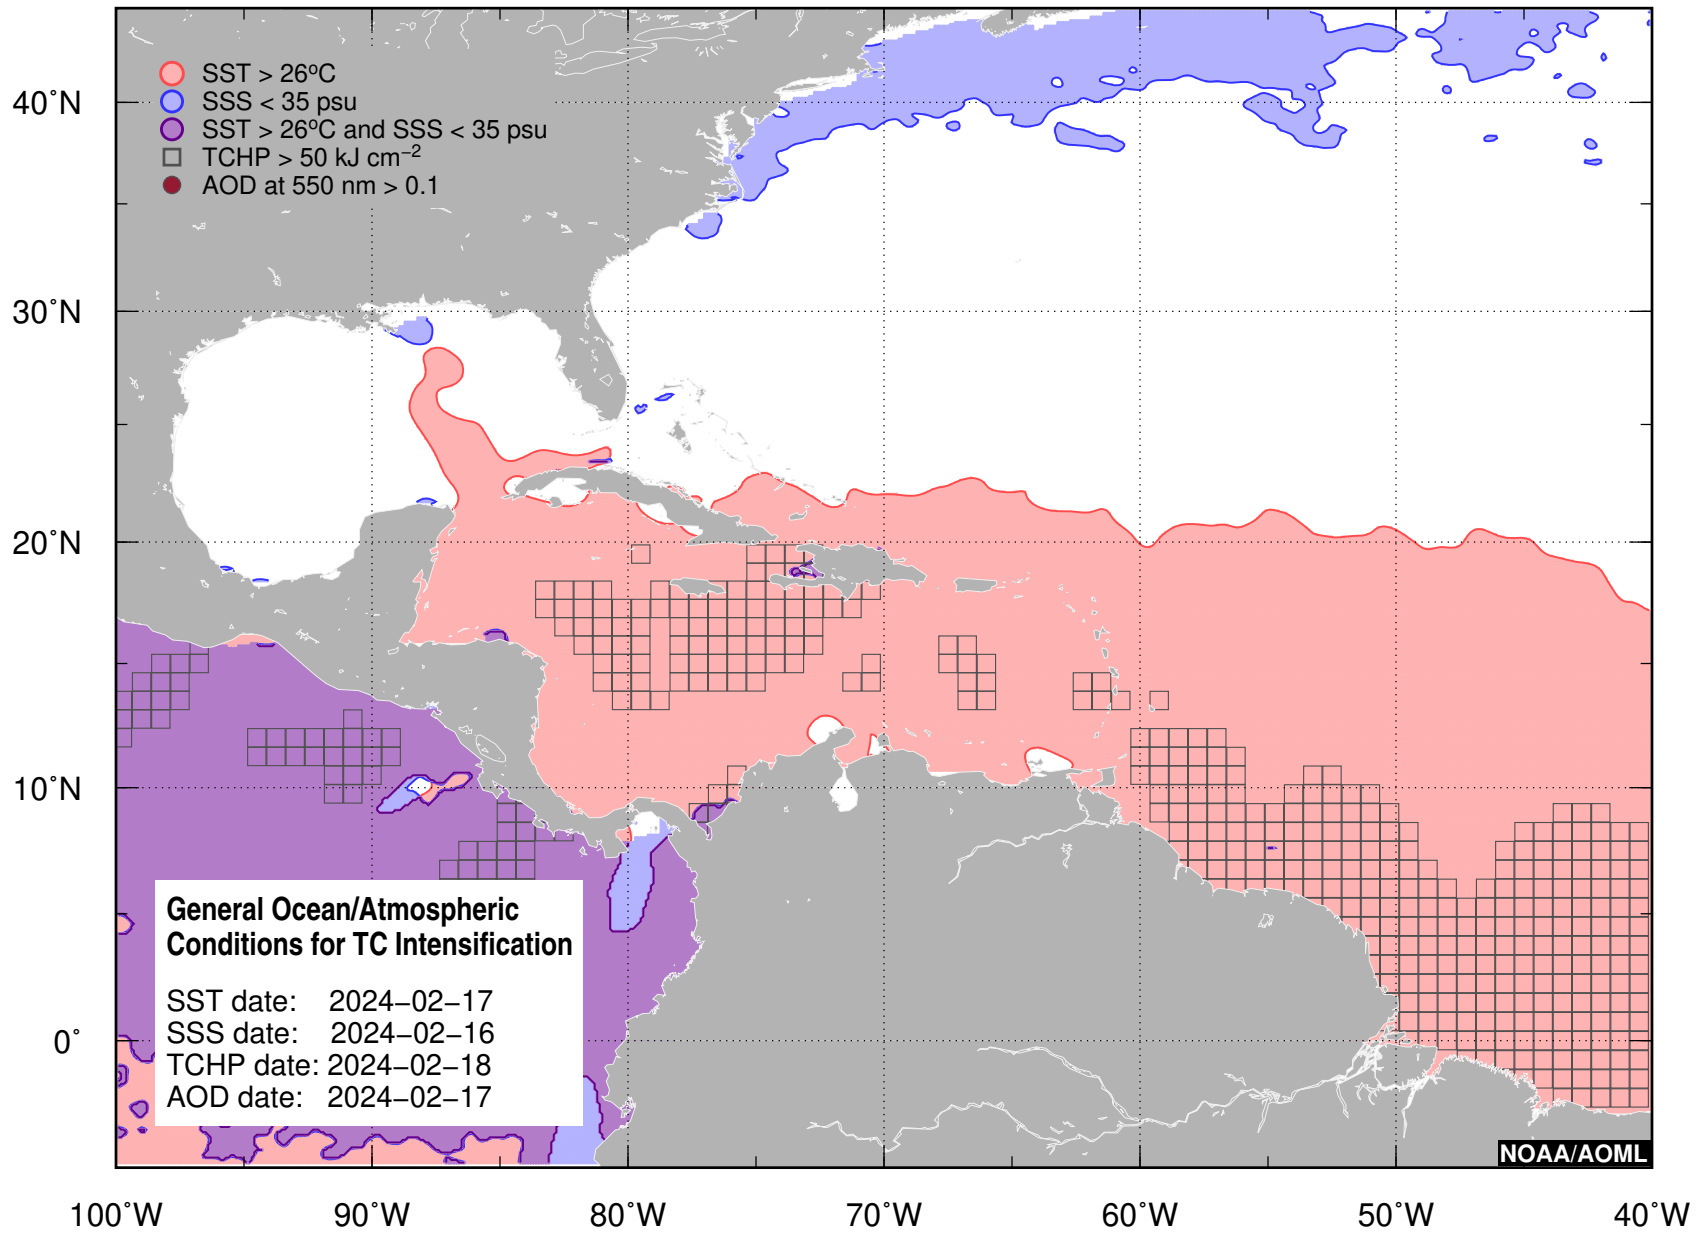 SST > 26°C
SSS < 35 psu
SST > 26°C and SSS < 35 psu
TCHP > 50 kJ cm⁻²
AOD at 550 nm > 0.1
40°N
30°N
20°N
10°N
0°
General Ocean/Atmospheric
Conditions for TC Intensification
SST date: 2024−02−17
SSS date: 2024−02−16
TCHP date: 2024−02−18
AOD date: 2024−02−17
NOAA/AOML
100°W 90°W 80°W 70°W 60°W 50°W 40°W